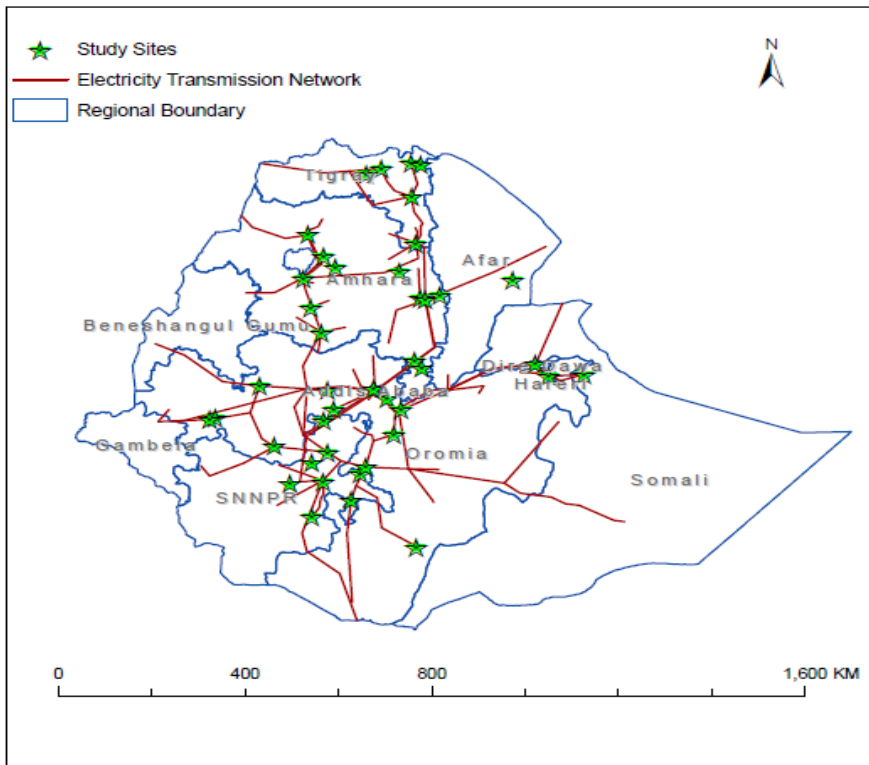 N
Study Sites
Electricity Transmission Network
Regional Boundary
Tigray
Afar
Amhara
Beneshangul Gumu
Dire Dawa
Addis Ababa
Hareri
Gambela
Oromia
Somali
SNNPR
0 400 800 1,600 KM